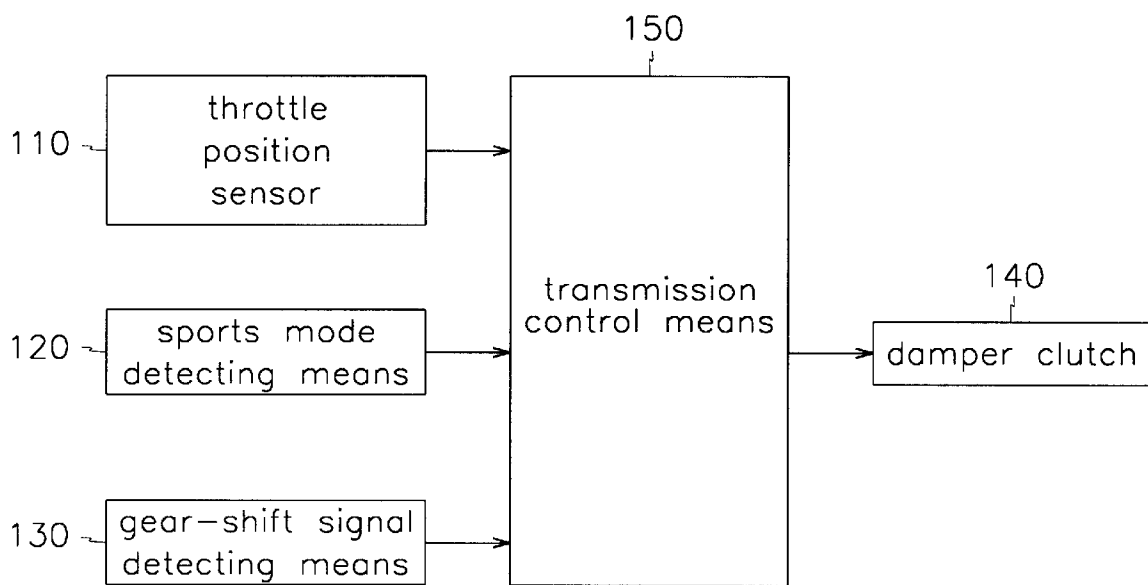 150
110
throttle
position
sensor
transmission
control means
140
damper clutch
120
sports mode
detecting means
130
gear-shift signal
detecting means